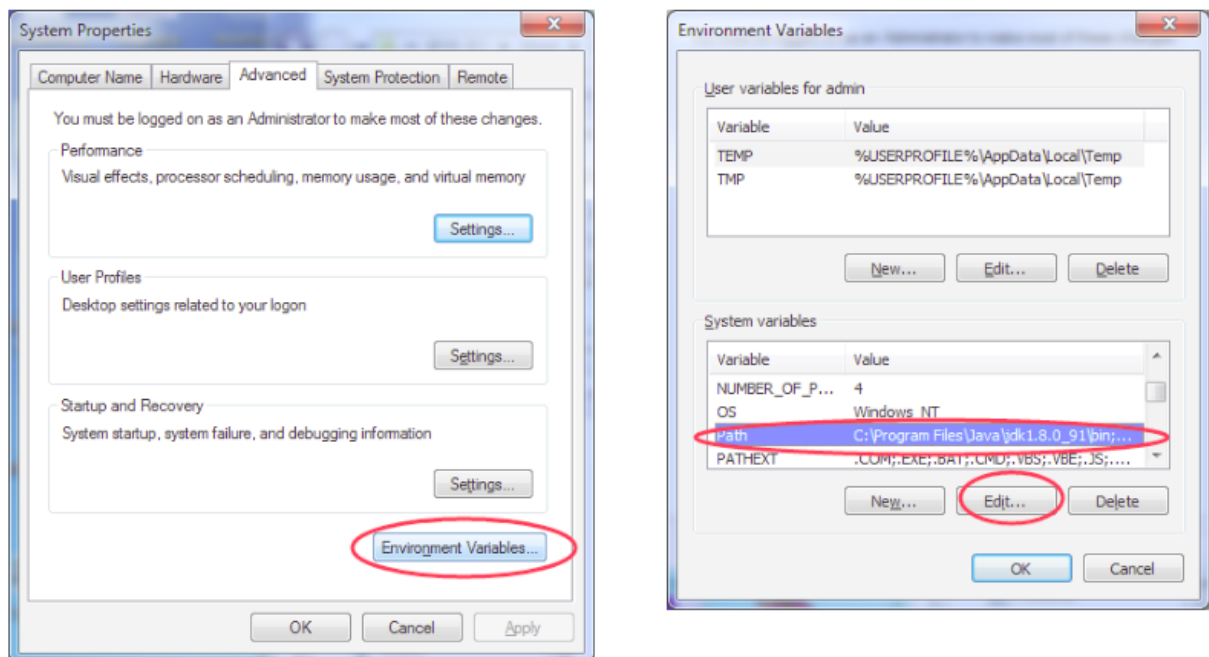 System Properties
Computer Name Hardware Advanced System Protection Remote
You must be logged on as an Administrator to make most of these changes.
Performance
Visual effects, processor scheduling, memory usage, and virtual memory
Settings...
User Profiles
Desktop settings related to your logon
Settings...
Startup and Recovery
System startup, system failure, and debugging information
Settings...
Environment Variables...
OK Cancel Apply
Environment Variables
User variables for admin
Variable Value
TEMP %USERPROFILE%\AppData\Local\Temp
TMP %USERPROFILE%\AppData\Local\Temp
New... Edit... Delete
System variables
Variable Value
NUMBER_OF_P... 4
OS Windows_NT
Path C:\Program Files\Java\jdk1.8.0_91\bin;...
PATHEXT .COM;.EXE;.BAT;.CMD;.VBS;.VBE;.JS;....
New... Edit... Delete
OK Cancel